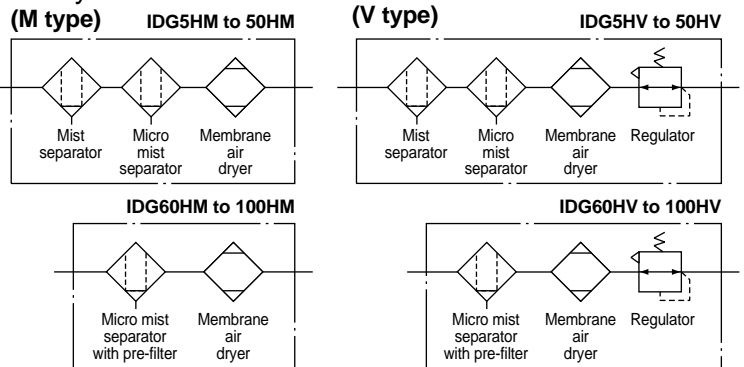 (M type)
IDG5HM to 50HM
Mist
separator
Micro
mist
separator
Membrane
air
dryer
IDG60HM to 100HM
Micro mist
separator
with pre-filter
Membrane
air
dryer
(V type)
IDG5HV to 50HV
Mist
separator
Micro
mist
separator
Membrane
air
dryer
Regulator
IDG60HV to 100HV
Micro mist
separator
with pre-filter
Membrane
air
dryer
Regulator